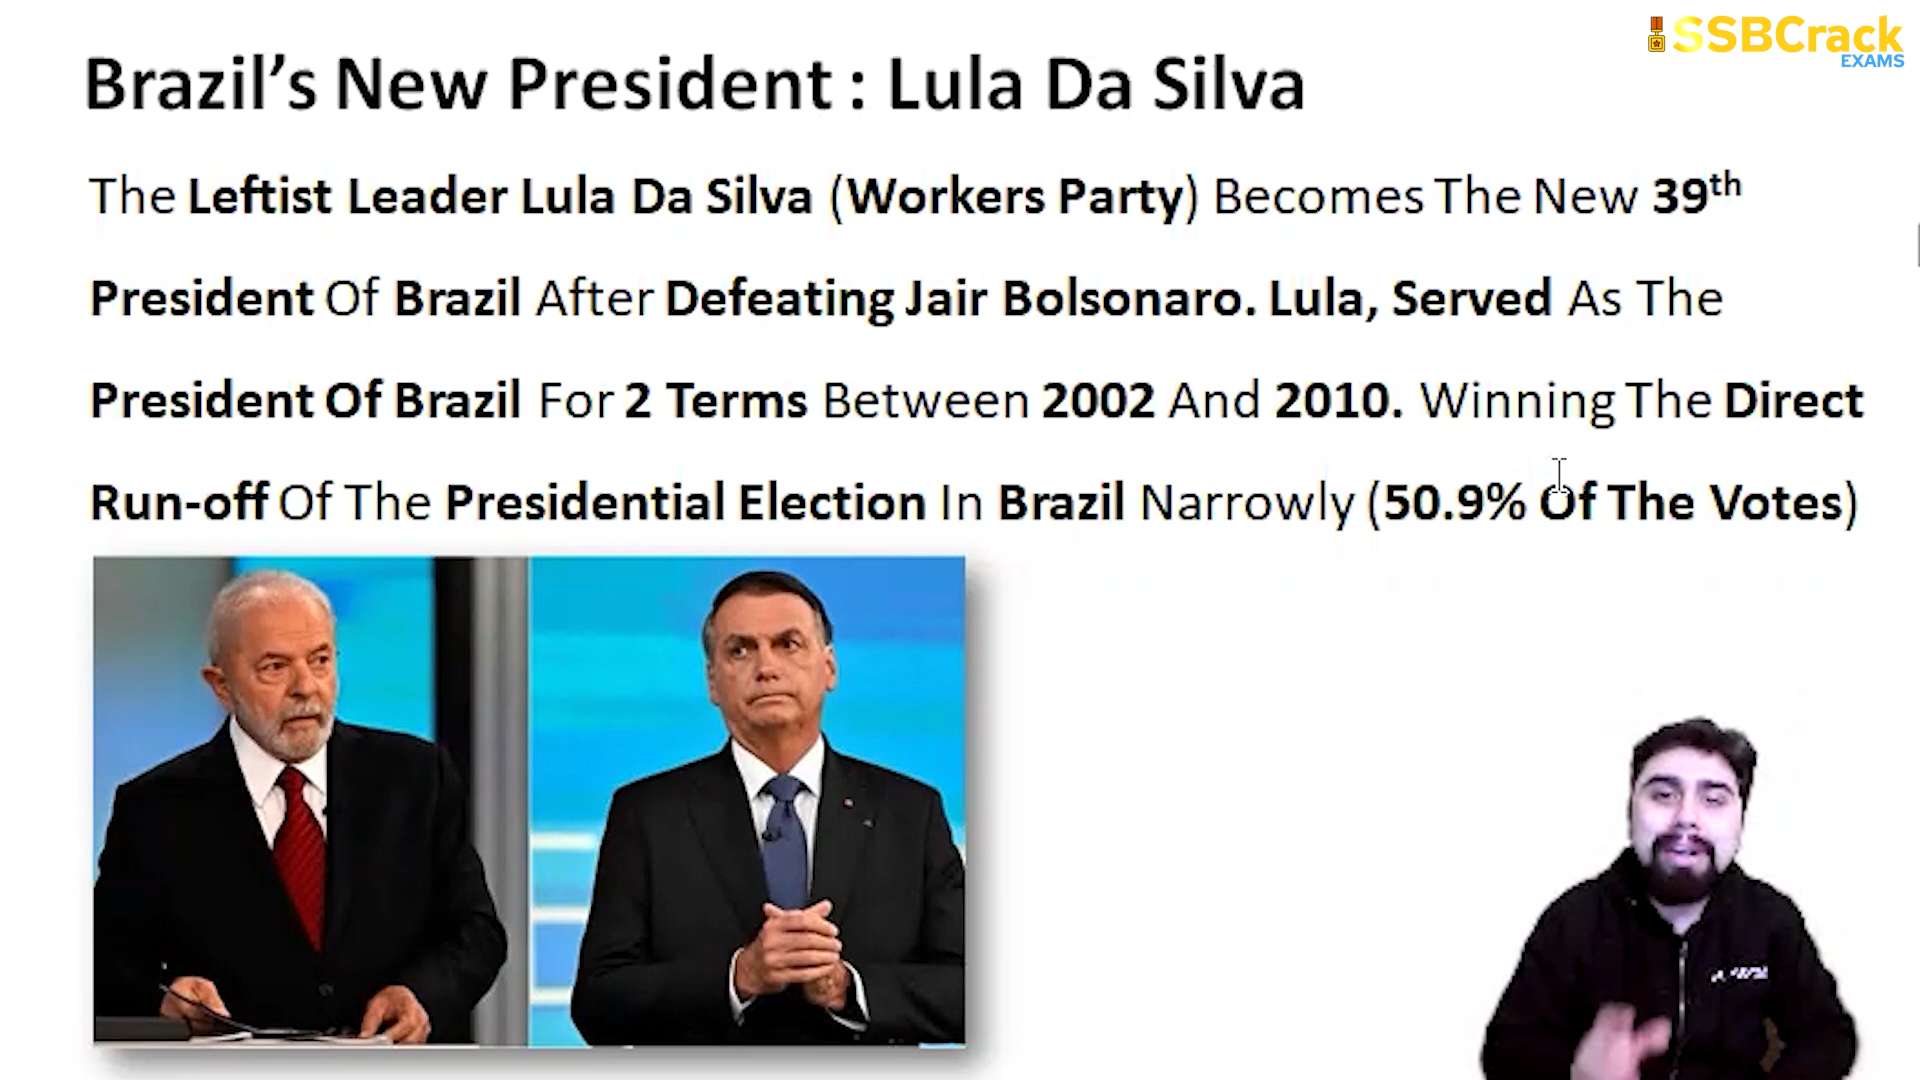 SSBCrack
EXAMS
Brazil’s New President : Lula Da Silva
The Leftist Leader Lula Da Silva (Workers Party) Becomes The New 39th
President Of Brazil After Defeating Jair Bolsonaro. Lula, Served As The
President Of Brazil For 2 Terms Between 2002 And 2010. Winning The Direct
Run-off Of The Presidential Election In Brazil Narrowly (50.9% Of The Votes)